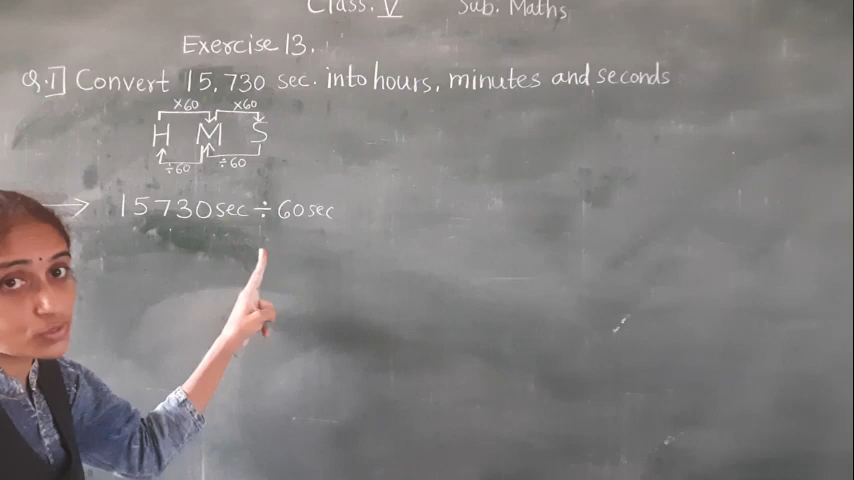 Class. V Sub. Maths
Exercise 13.
Q.1] Convert 15,730 sec. into hours, minutes and seconds
×60 ×60
H M S
÷60 ÷60
→ 15730 sec ÷ 60 sec